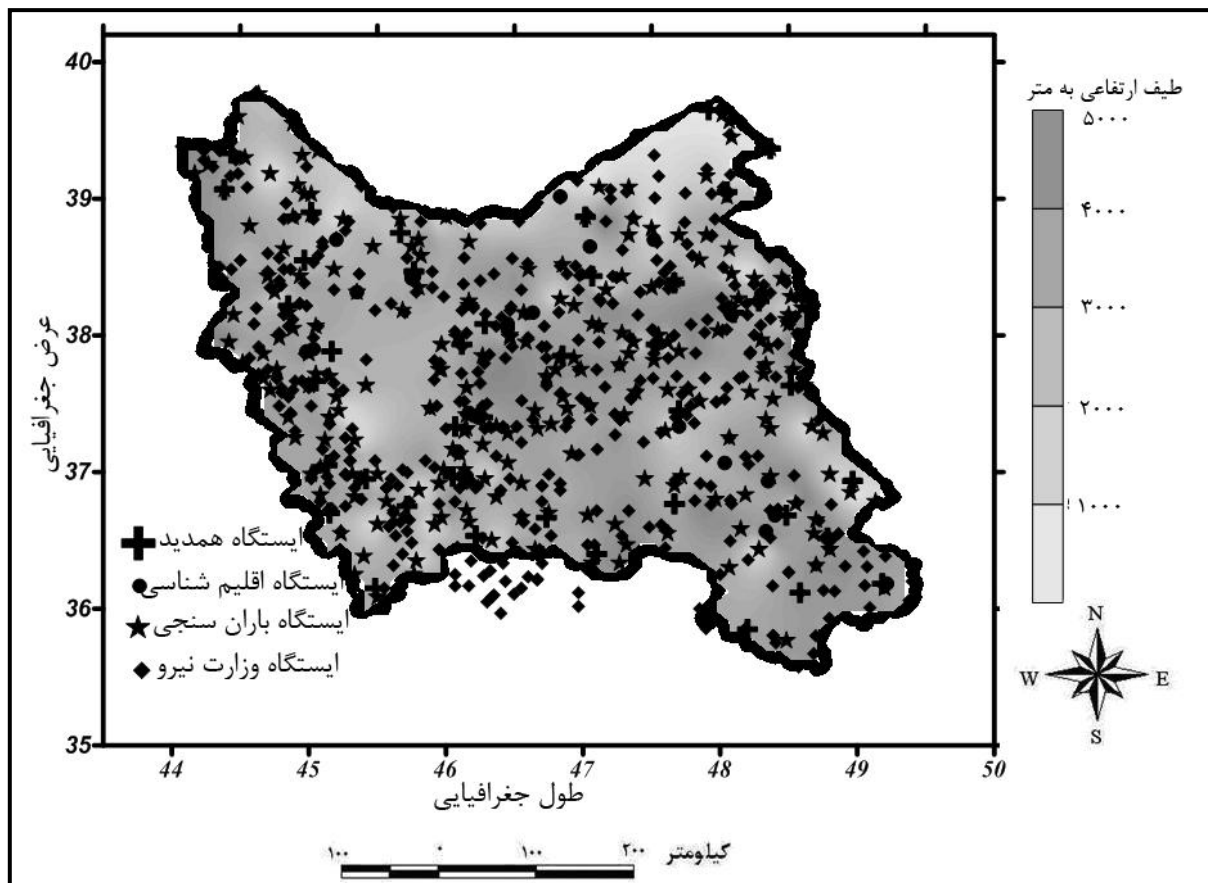 طیف ارتفاعی به متر
۵۰۰۰
۴۰۰۰
۳۰۰۰
۲۰۰۰
۱۰۰۰
40
39
38
37
36
35
عرض جغرافیایی
ایستگاه همدید
ایستگاه اقلیم شناسی
ایستگاه باران سنجی
ایستگاه وزارت نیرو
44 45 46 47 48 49 50
طول جغرافیایی
N
W E
S
۱۰۰ ۰ ۱۰۰ ۲۰۰ کیلومتر